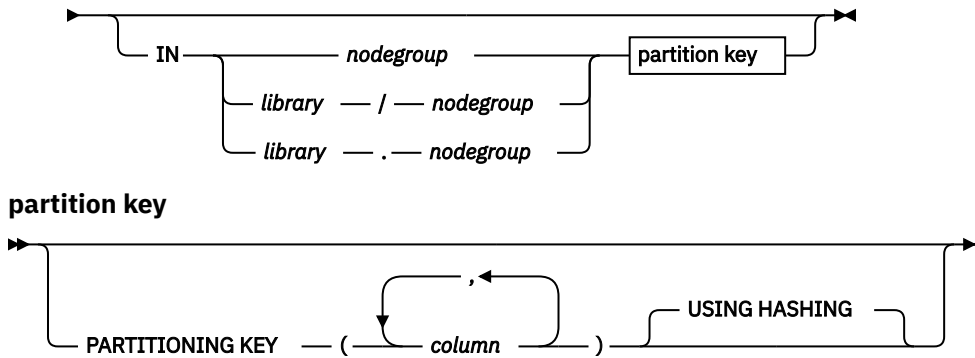 IN nodegroup partition key
library / nodegroup
library . nodegroup
partition key
,
USING HASHING
PARTITIONING KEY ( column )